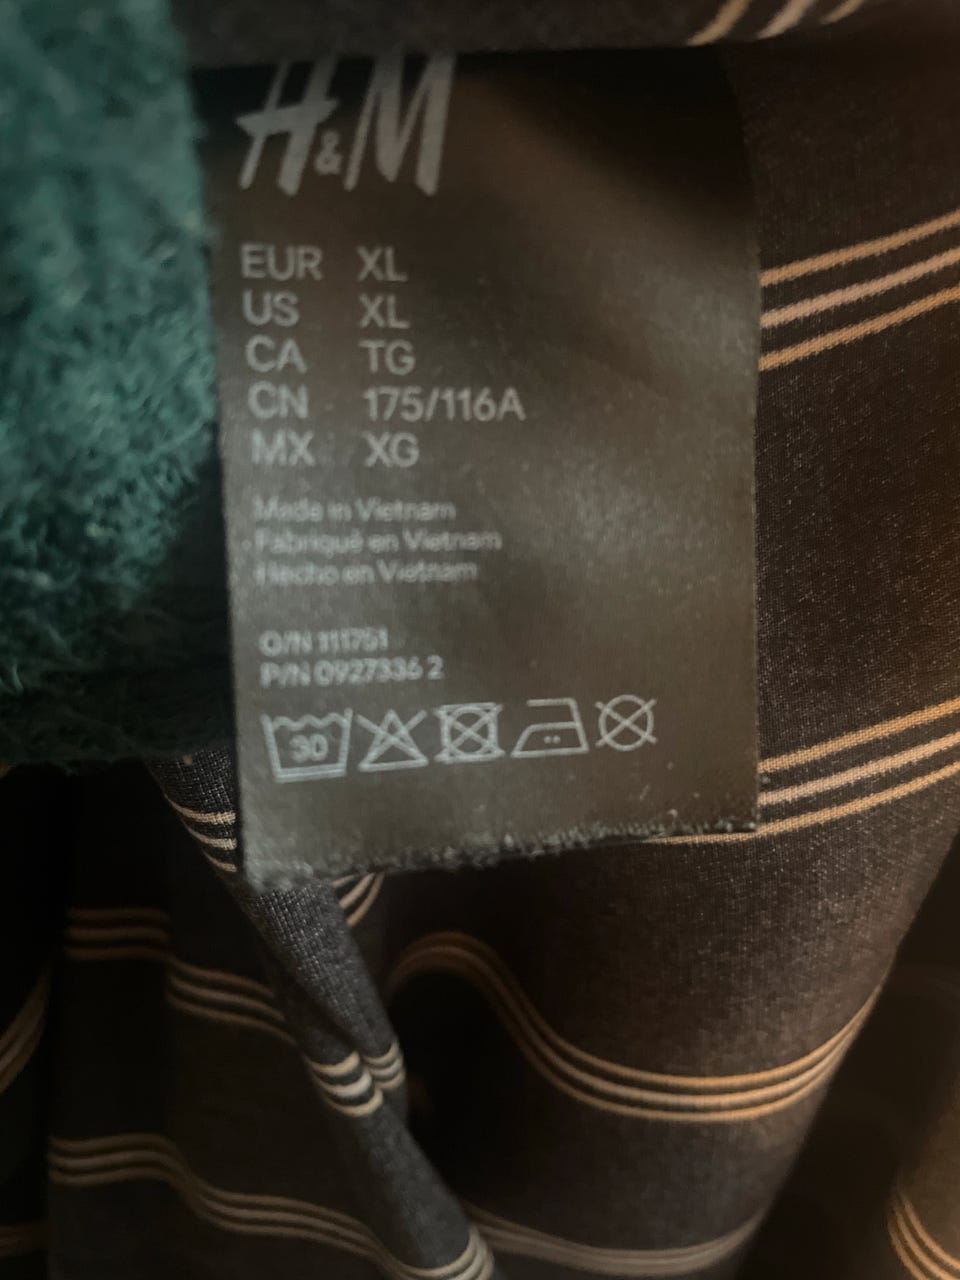 H&M
EUR XL
US XL
CA TG
CN 175/116A
MX XG
Made in Vietnam
Fabriqué en Vietnam
Hecho en Vietnam
O/N 111751
P/N 0927336 2
30